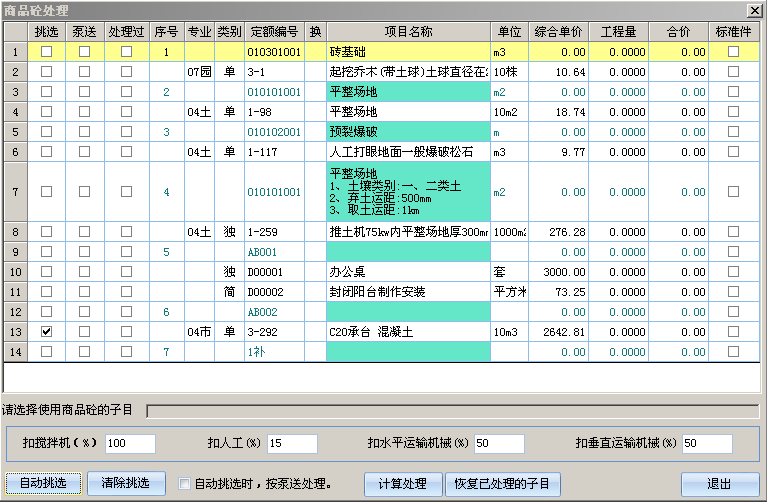 商品砼处理
挑选 泵送 处理过 序号 专业 类别 定额编号 换 项目名称 单位 综合单价 工程量 合价 标准件
1 1 010301001 砖基础 m3 0.00 0.0000 0.00
2 07园 单 3-1 起挖乔木(带土球)土球直径在 10株 10.64 0.0000 0.00
3 2 010101001 平整场地 m2 0.00 0.0000 0.00
4 04土 单 1-98 平整场地 10m2 18.74 0.0000 0.00
5 3 010102001 预裂爆破 m 0.00 0.0000 0.00
6 04土 单 1-117 人工打眼地面一般爆破松石 m3 9.77 0.0000 0.00
7 4 010101001 平整场地
1、土壤类别:一、二类土
2、弃土运距:500mm
3、取土运距:1km
m2 0.00 0.0000 0.00
8 04土 独 1-259 推土机75kw内平整场地厚300mm 1000m2 276.28 0.0000 0.00
9 5 AB001 0.00 0.0000 0.00
10 独 D00001 办公桌 套 3000.00 0.0000 0.00
11 简 D00002 封闭阳台制作安装 平方米 73.25 0.0000 0.00
12 6 AB002 0.00 0.0000 0.00
13 04市 单 3-292 C20承台 混凝土 10m3 2642.81 0.0000 0.00
14 7 1补 0.00 0.0000 0.00
请选择使用商品砼的子目
扣搅拌机(%) 100 扣人工(%) 15 扣水平运输机械(%) 50 扣垂直运输机械(%) 50
自动挑选 清除挑选 自动挑选时，按泵送处理。 计算处理 恢复已处理的子目 退出